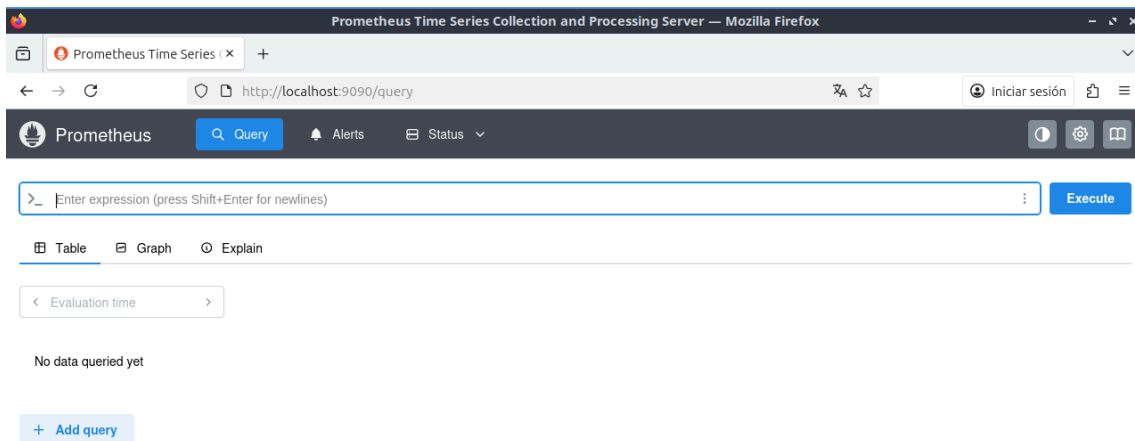 Prometheus Time Series Collection and Processing Server — Mozilla Firefox
Prometheus Time Series
http://localhost:9090/query
Iniciar sesión
Prometheus Query Alerts Status
>_ Enter expression (press Shift+Enter for newlines) Execute
Table Graph Explain
Evaluation time
No data queried yet
+ Add query